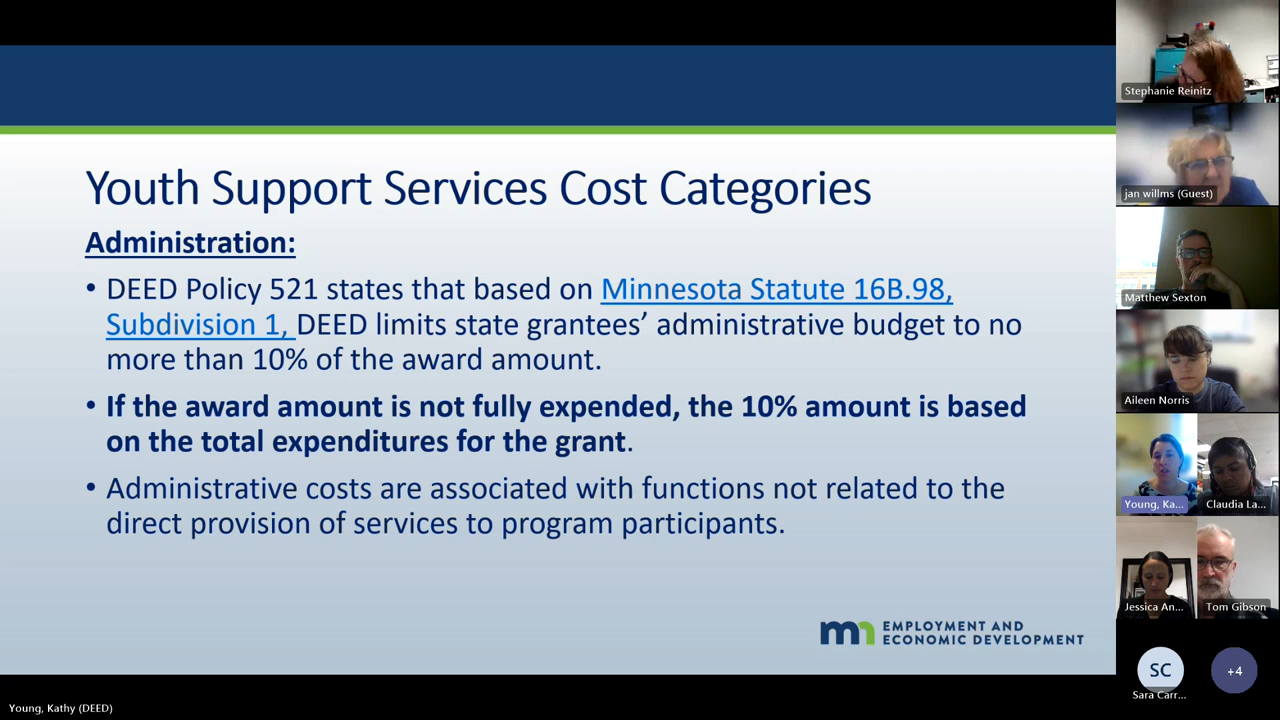 Youth Support Services Cost Categories
Administration:
• DEED Policy 521 states that based on Minnesota Statute 16B.98,
Subdivision 1, DEED limits state grantees’ administrative budget to no
more than 10% of the award amount.
• If the award amount is not fully expended, the 10% amount is based
on the total expenditures for the grant.
• Administrative costs are associated with functions not related to the
direct provision of services to program participants.
mn EMPLOYMENT AND
ECONOMIC DEVELOPMENT
Young, Kathy (DEED)
Stephanie Reinitz
jan willms (Guest)
Matthew Sexton
Aileen Norris
Young, Ka...
Claudia La...
Jessica An...
Tom Gibson
SC
Sara Carr...
+4